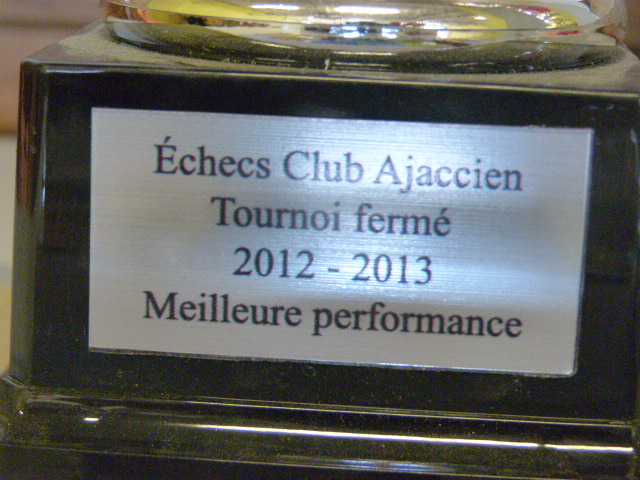 Échecs Club Ajaccien
Tournoi fermé
2012 - 2013
Meilleure performance